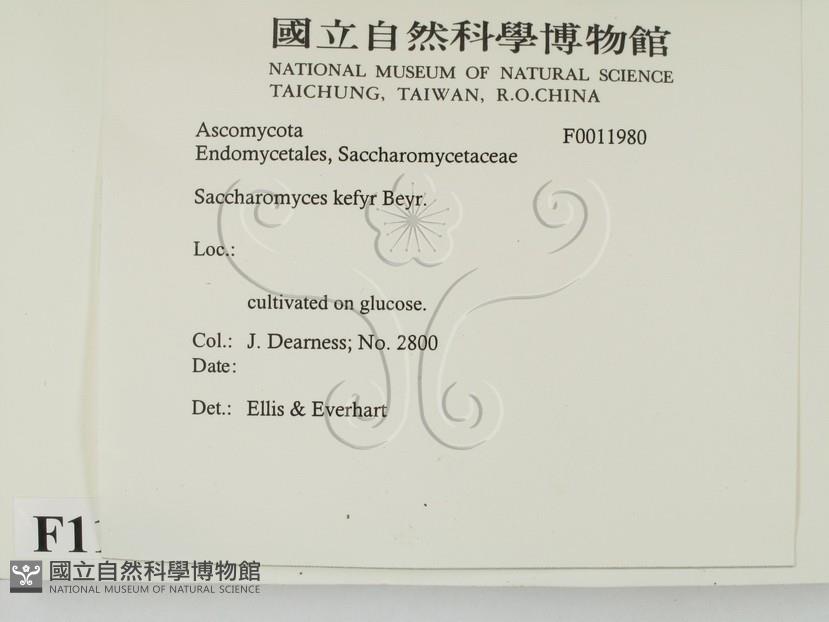 國立自然科學博物館
NATIONAL MUSEUM OF NATURAL SCIENCE
TAICHUNG, TAIWAN, R.O.CHINA
Ascomycota F0011980
Endomycetales, Saccharomycetaceae
Saccharomyces kefyr Beyr.
Loc.:
cultivated on glucose.
Col.: J. Dearness; No. 2800
Date:
Det.: Ellis & Everhart
F11
國立自然科學博物館
NATIONAL MUSEUM OF NATURAL SCIENCE